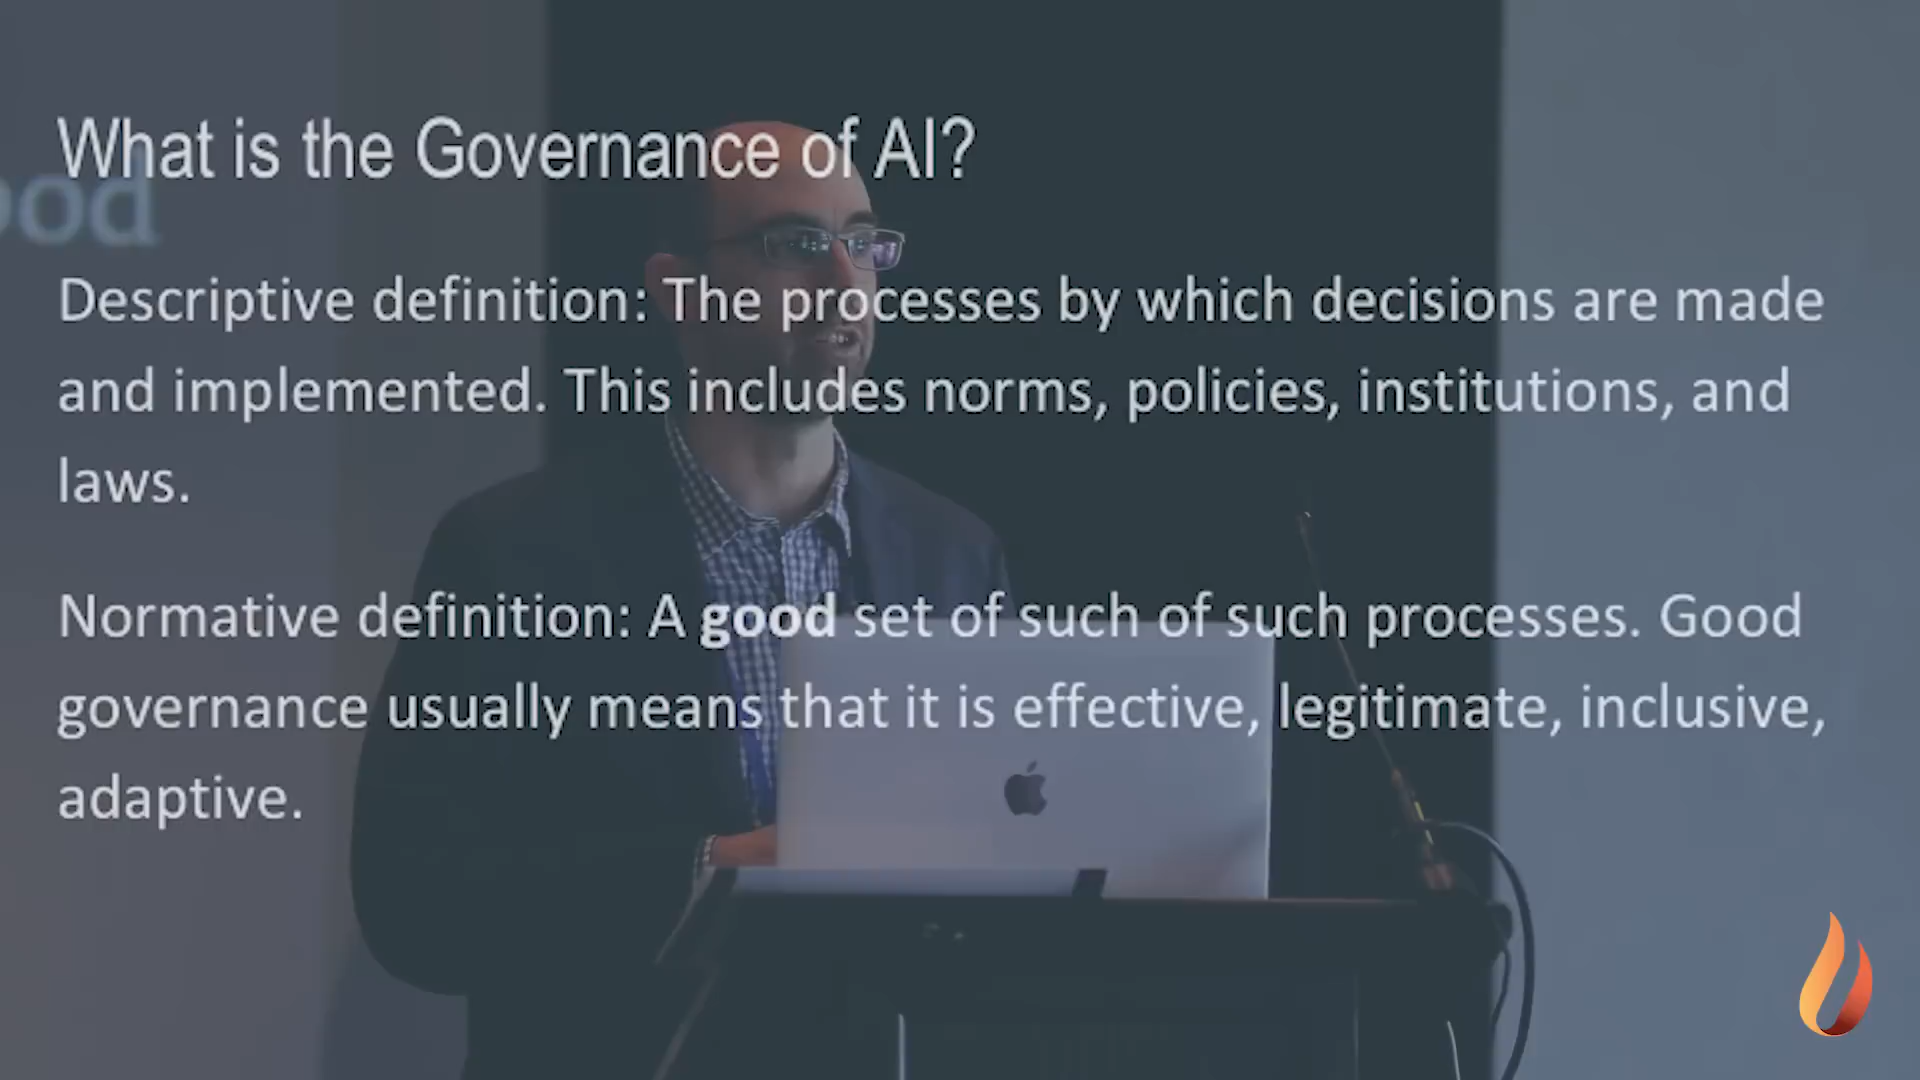 What is the Governance of AI?
ood
Descriptive definition: The processes by which decisions are made
and implemented. This includes norms, policies, institutions, and
laws.
Normative definition: A good set of such of such processes. Good
governance usually means that it is effective, legitimate, inclusive,
adaptive.